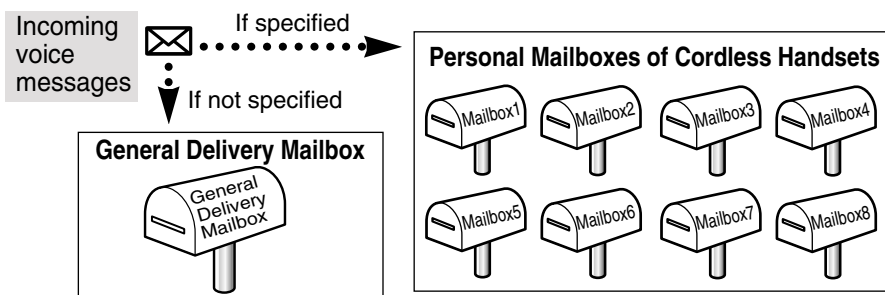 Incoming
voice
messages
If specified
If not specified
General Delivery Mailbox
General
Delivery
Mailbox
Personal Mailboxes of Cordless Handsets
Mailbox1
Mailbox2
Mailbox3
Mailbox4
Mailbox5
Mailbox6
Mailbox7
Mailbox8